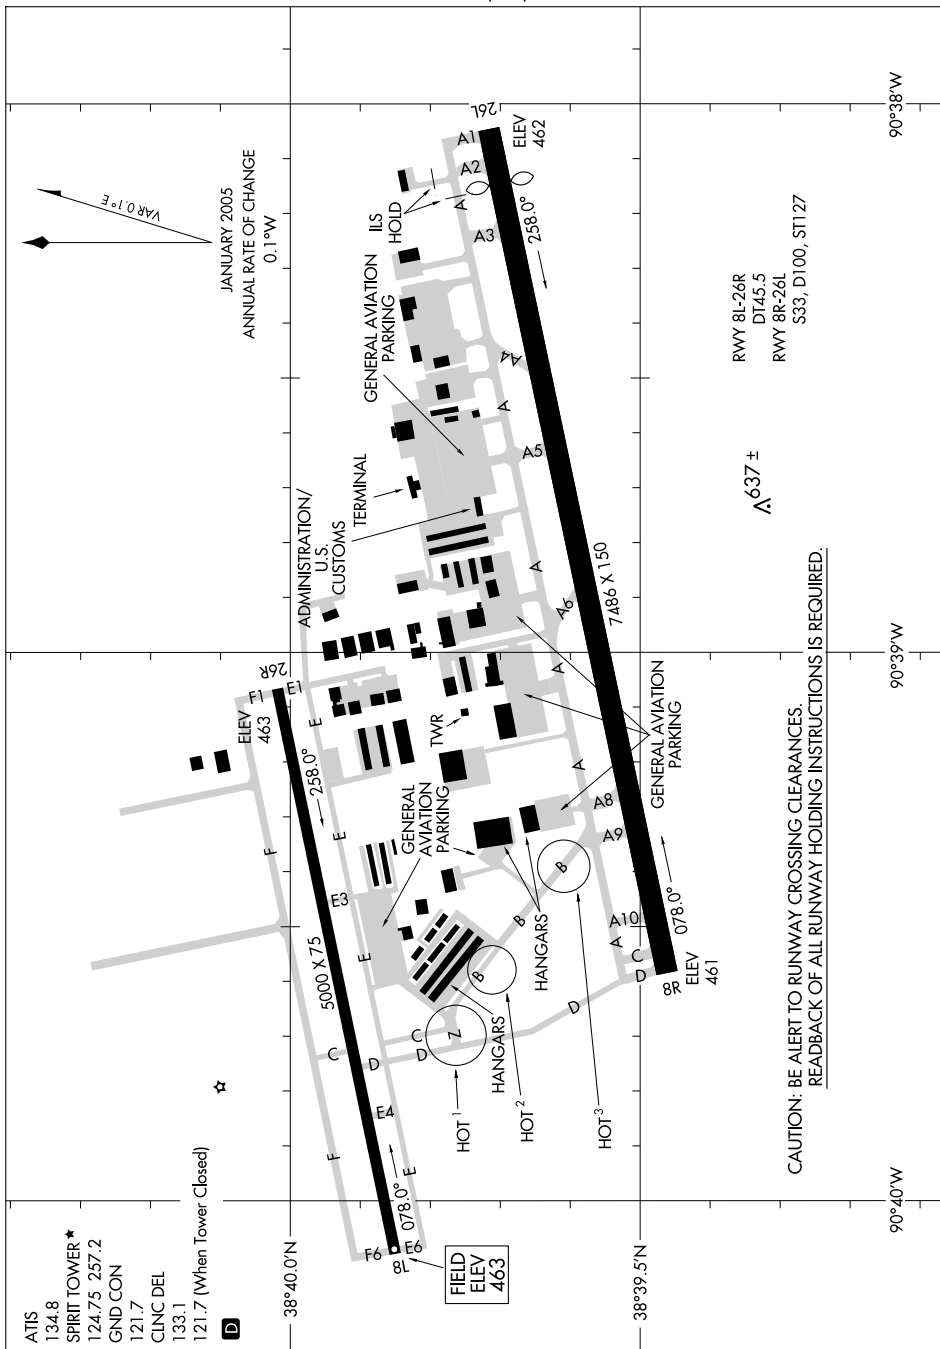 ATIS
134.8
SPIRIT TOWER★
124.75 257.2
GND CON
121.7
CLNC DEL
133.1
121.7 (When Tower Closed)
D
VAR 0.1°E
JANUARY 2005
ANNUAL RATE OF CHANGE
0.1°W
38°40.0'N
38°39.5'N
90°40'W
90°39'W
90°38'W
FIELD
ELEV
463
8L
F6
E6
078.0°
5000 X 75
258.0°
26R
ELEV
463
F1
E1
F
F
E
E
E
E
E3
E4
C
D
C
D
Z
B
B
B
D
C
D
HOT 1
HOT 2
HOT 3
HANGARS
HANGARS
GENERAL
AVIATION
PARKING
TWR
ADMINISTRATION/
U.S.
CUSTOMS
TERMINAL
GENERAL AVIATION
PARKING
ILS
HOLD
GENERAL AVIATION
PARKING
A
A
A
A
A
A
A1
A2
A3
A4
A5
A6
A8
A9
A10
8R
ELEV
461
078.0°
7486 X 150
258.0°
26L
ELEV
462
637 ±
RWY 8L-26R
DT45.5
RWY 8R-26L
S33, D100, ST127
CAUTION: BE ALERT TO RUNWAY CROSSING CLEARANCES.
READBACK OF ALL RUNWAY HOLDING INSTRUCTIONS IS REQUIRED.